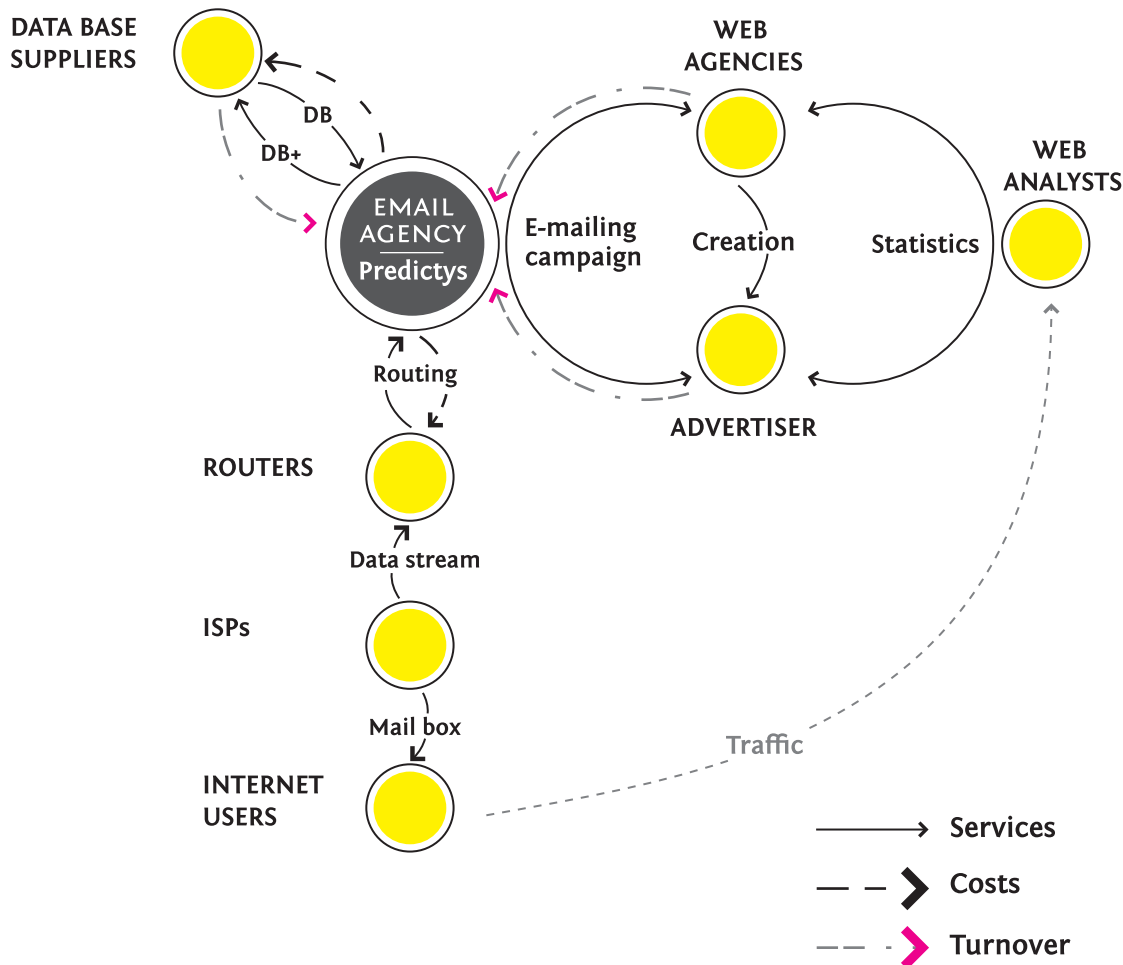 DATA BASE
SUPPLIERS
DB
DB+
WEB
AGENCIES
WEB
ANALYSTS
EMAIL
AGENCY
Predictys
E-mailing
campaign
Creation
Statistics
Routing
ADVERTISER
ROUTERS
Data stream
ISPs
Mail box
Traffic
INTERNET
USERS
Services
Costs
Turnover